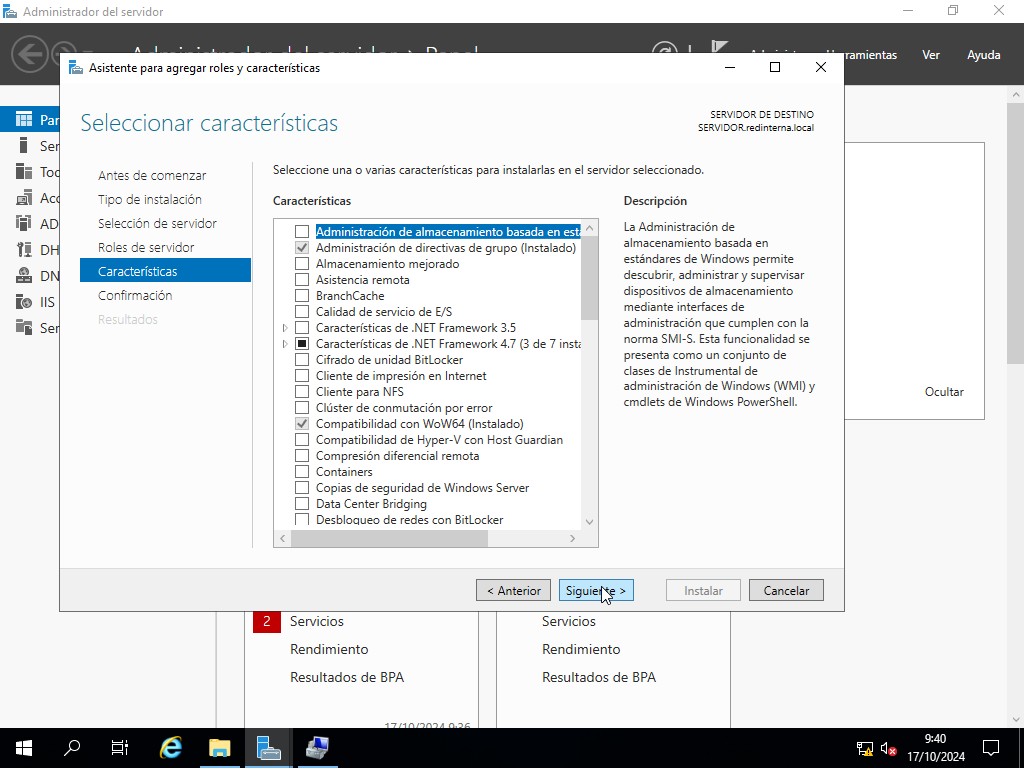 Administrador del servidor
Ver
Ayuda
Asistente para agregar roles y características
Seleccionar características
SERVIDOR DE DESTINO
SERVIDOR.redinterna.local
Antes de comenzar
Tipo de instalación
Selección de servidor
Roles de servidor
Características
Confirmación
Resultados
Seleccione una o varias características para instalarlas en el servidor seleccionado.
Características
Administración de almacenamiento basada en está
Administración de directivas de grupo (Instalado)
Almacenamiento mejorado
Asistencia remota
BranchCache
Calidad de servicio de E/S
Características de .NET Framework 3.5
Características de .NET Framework 4.7 (3 de 7 insta
Cifrado de unidad BitLocker
Cliente de impresión en Internet
Cliente para NFS
Clúster de conmutación por error
Compatibilidad con WoW64 (Instalado)
Compatibilidad de Hyper-V con Host Guardian
Compresión diferencial remota
Containers
Copias de seguridad de Windows Server
Data Center Bridging
Desbloqueo de redes con BitLocker
Descripción
La Administración de
almacenamiento basada en
estándares de Windows permite
descubrir, administrar y supervisar
dispositivos de almacenamiento
mediante interfaces de
administración que cumplen con la
norma SMI-S. Esta funcionalidad se
presenta como un conjunto de
clases de Instrumental de
administración de Windows (WMI) y
cmdlets de Windows PowerShell.
Ocultar
< Anterior
Siguiente >
Instalar
Cancelar
Par
Ser
Tod
AD
DH
DN
IIS
Ser
2 Servicios
Rendimiento
Resultados de BPA
17/10/2024 9:36
Servicios
Rendimiento
Resultados de BPA
9:40
17/10/2024